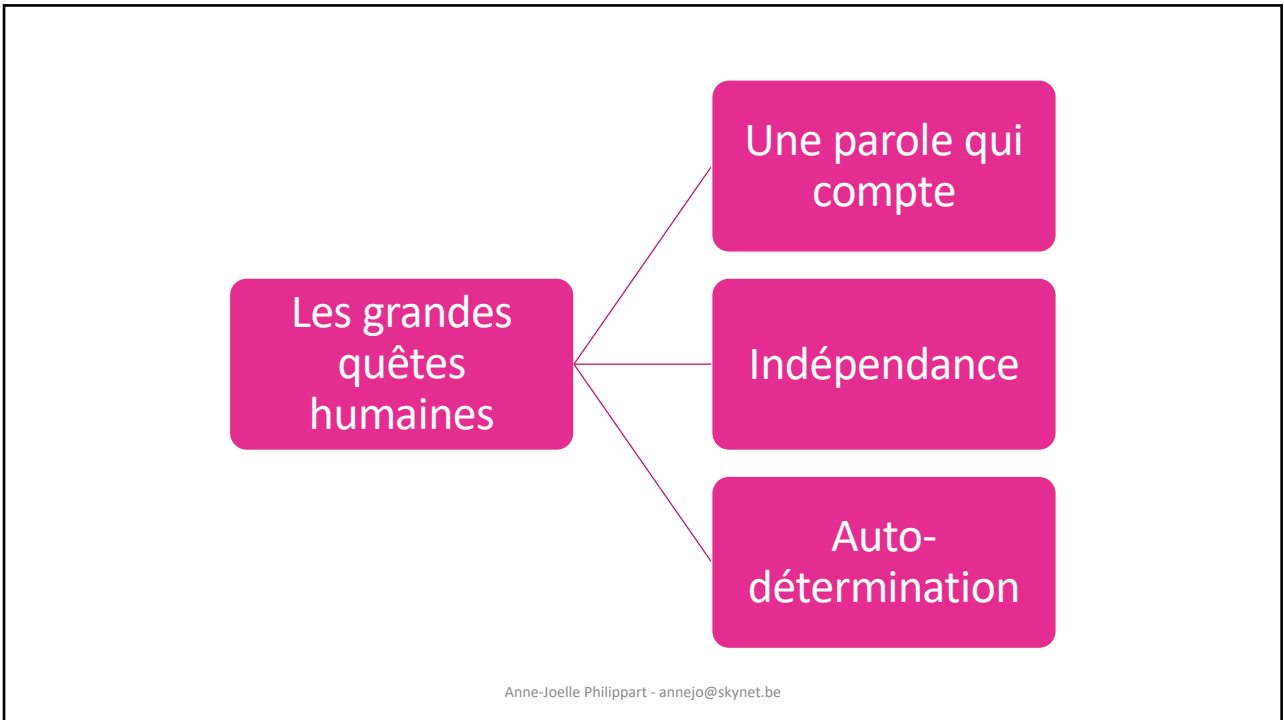 Les grandes
quêtes
humaines
Une parole qui
compte
Indépendance
Auto-
détermination
Anne-Joelle Philippart - annejo@skynet.be